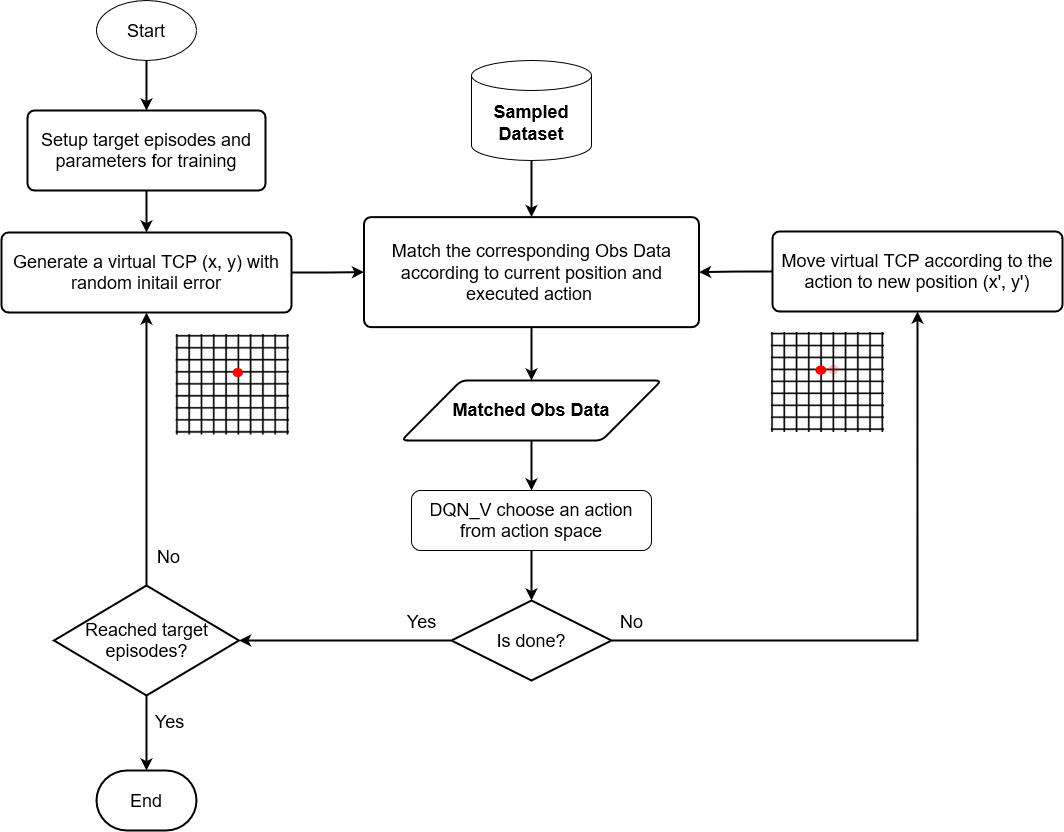 Start
Setup target episodes and
parameters for training
Generate a virtual TCP (x, y) with
random initail error
Sampled
Dataset
Match the corresponding Obs Data
according to current position and
executed action
Move virtual TCP according to the
action to new position (x', y')
Matched Obs Data
DQN_V choose an action
from action space
Is done?
Yes
No
Reached target
episodes?
No
Yes
End